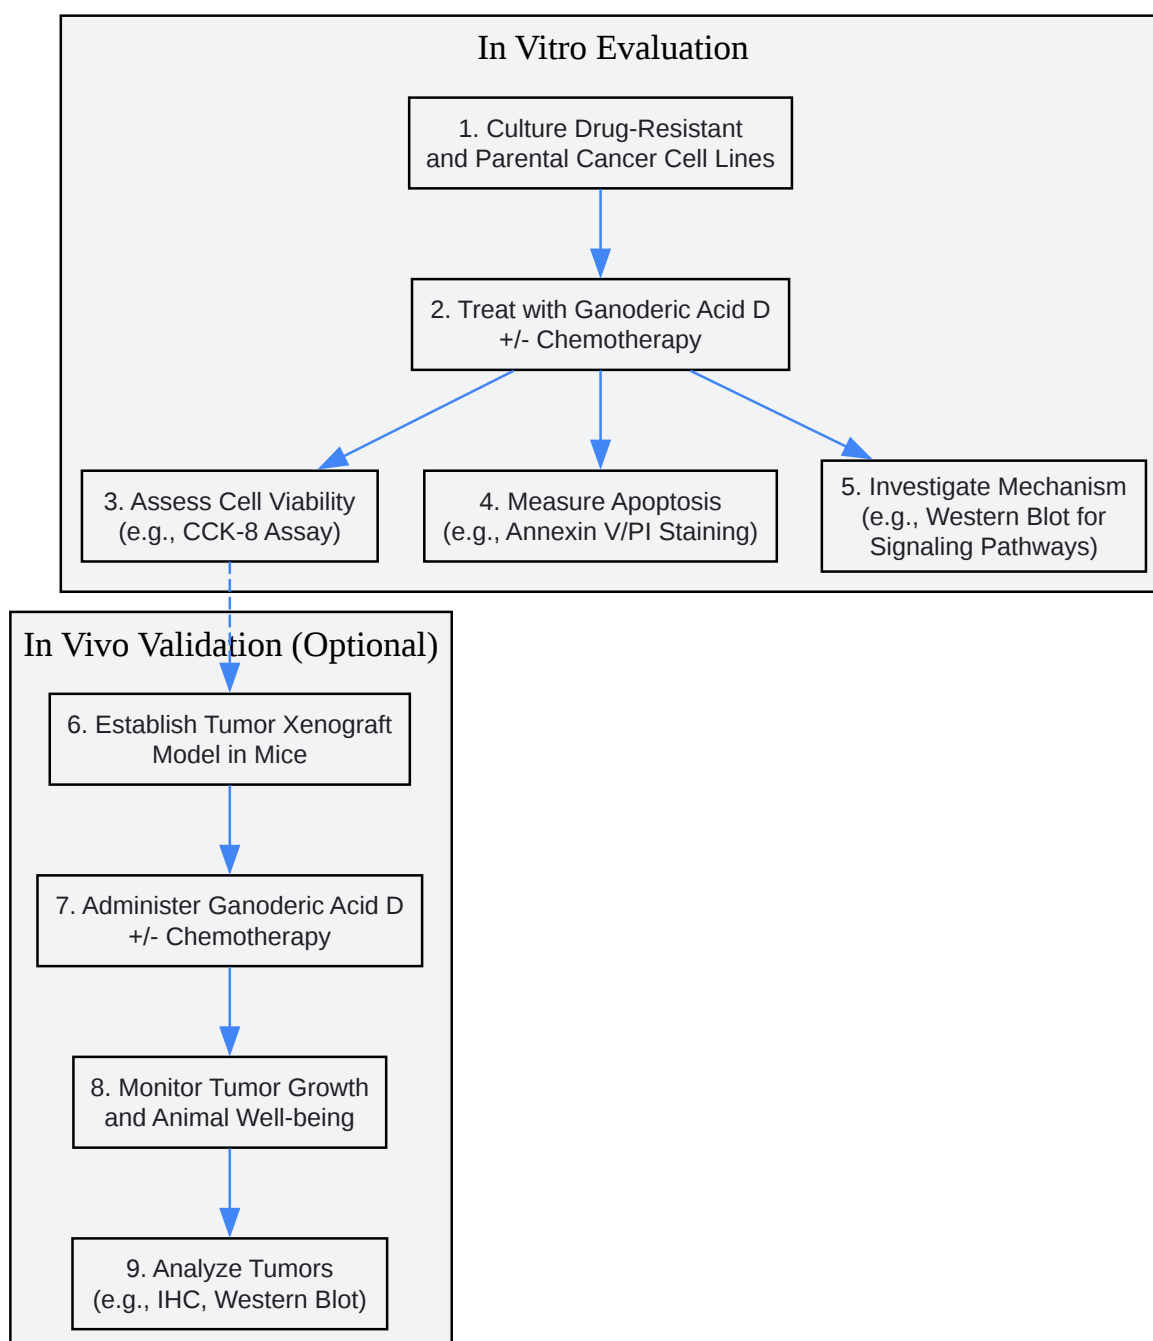 In Vitro Evaluation
1. Culture Drug-Resistant
and Parental Cancer Cell Lines
2. Treat with Ganoderic Acid D
+/- Chemotherapy
3. Assess Cell Viability
(e.g., CCK-8 Assay)
4. Measure Apoptosis
(e.g., Annexin V/PI Staining)
5. Investigate Mechanism
(e.g., Western Blot for
Signaling Pathways)
In Vivo Validation (Optional)
6. Establish Tumor Xenograft
Model in Mice
7. Administer Ganoderic Acid D
+/- Chemotherapy
8. Monitor Tumor Growth
and Animal Well-being
9. Analyze Tumors
(e.g., IHC, Western Blot)